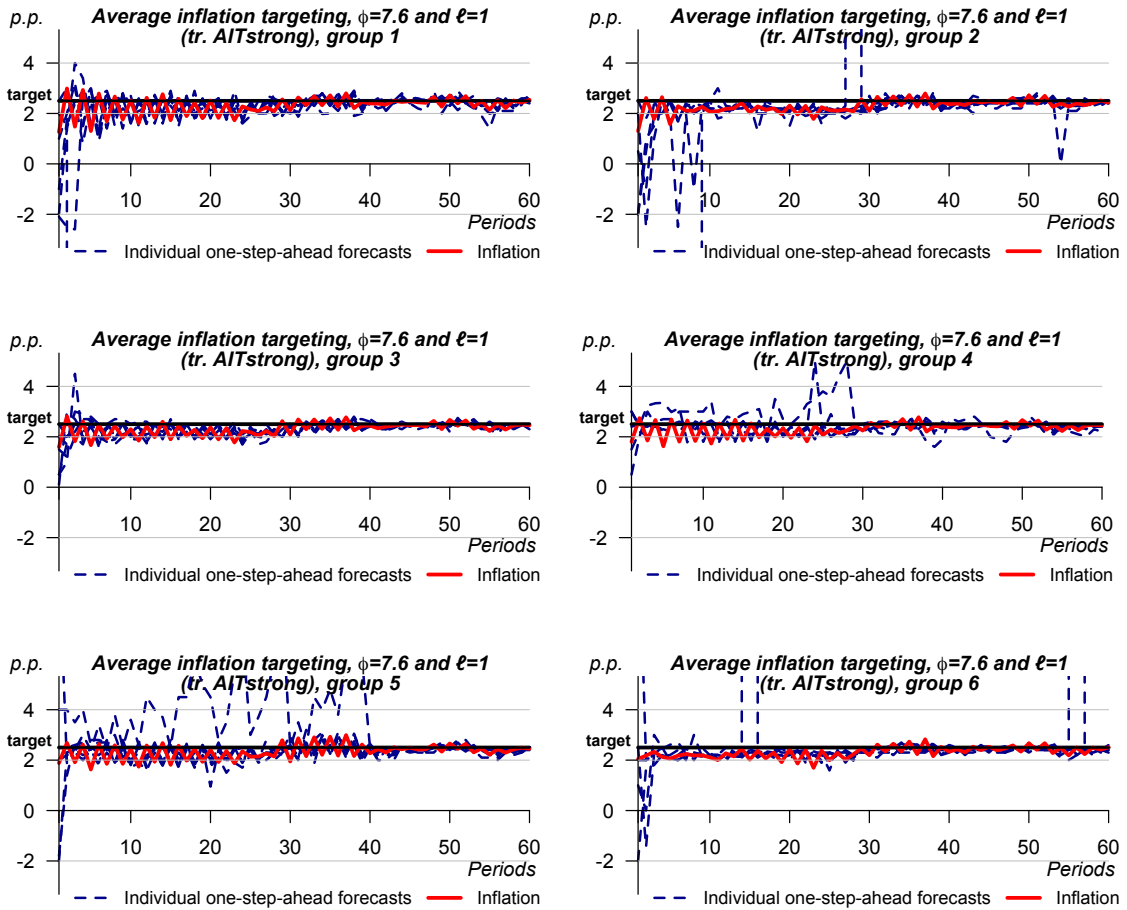 p.p.
Average inflation targeting, ϕ=7.6 and ℓ=1
(tr. AITstrong), group 1
4
target
2
0
-2
10 20 30 40 50 60
Periods
Individual one-step-ahead forecasts Inflation
p.p.
Average inflation targeting, ϕ=7.6 and ℓ=1
(tr. AITstrong), group 2
4
target
2
0
-2
10 20 30 40 50 60
Periods
Individual one-step-ahead forecasts Inflation
p.p.
Average inflation targeting, ϕ=7.6 and ℓ=1
(tr. AITstrong), group 3
4
target
2
0
-2
10 20 30 40 50 60
Periods
Individual one-step-ahead forecasts Inflation
p.p.
Average inflation targeting, ϕ=7.6 and ℓ=1
(tr. AITstrong), group 4
4
target
2
0
-2
10 20 30 40 50 60
Periods
Individual one-step-ahead forecasts Inflation
p.p.
Average inflation targeting, ϕ=7.6 and ℓ=1
(tr. AITstrong), group 5
4
target
2
0
-2
10 20 30 40 50 60
Periods
Individual one-step-ahead forecasts Inflation
p.p.
Average inflation targeting, ϕ=7.6 and ℓ=1
(tr. AITstrong), group 6
4
target
2
0
-2
10 20 30 40 50 60
Periods
Individual one-step-ahead forecasts Inflation